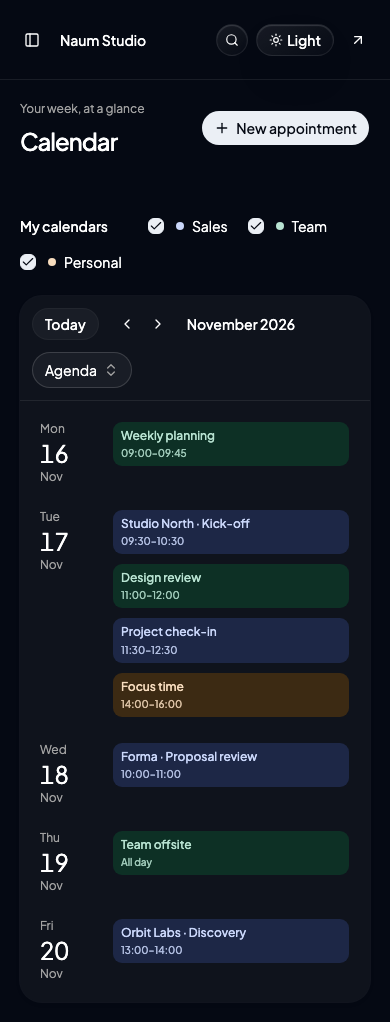 Naum Studio
Light
Your week, at a glance
Calendar
New appointment
My calendars
Sales
Team
Personal
Today
November 2026
Agenda
Mon
16
Nov
Weekly planning
09:00–09:45
Tue
17
Nov
Studio North · Kick-off
09:30–10:30
Design review
11:00–12:00
Project check-in
11:30–12:30
Focus time
14:00–16:00
Wed
18
Nov
Forma · Proposal review
10:00–11:00
Thu
19
Nov
Team offsite
All day
Fri
20
Nov
Orbit Labs · Discovery
13:00–14:00